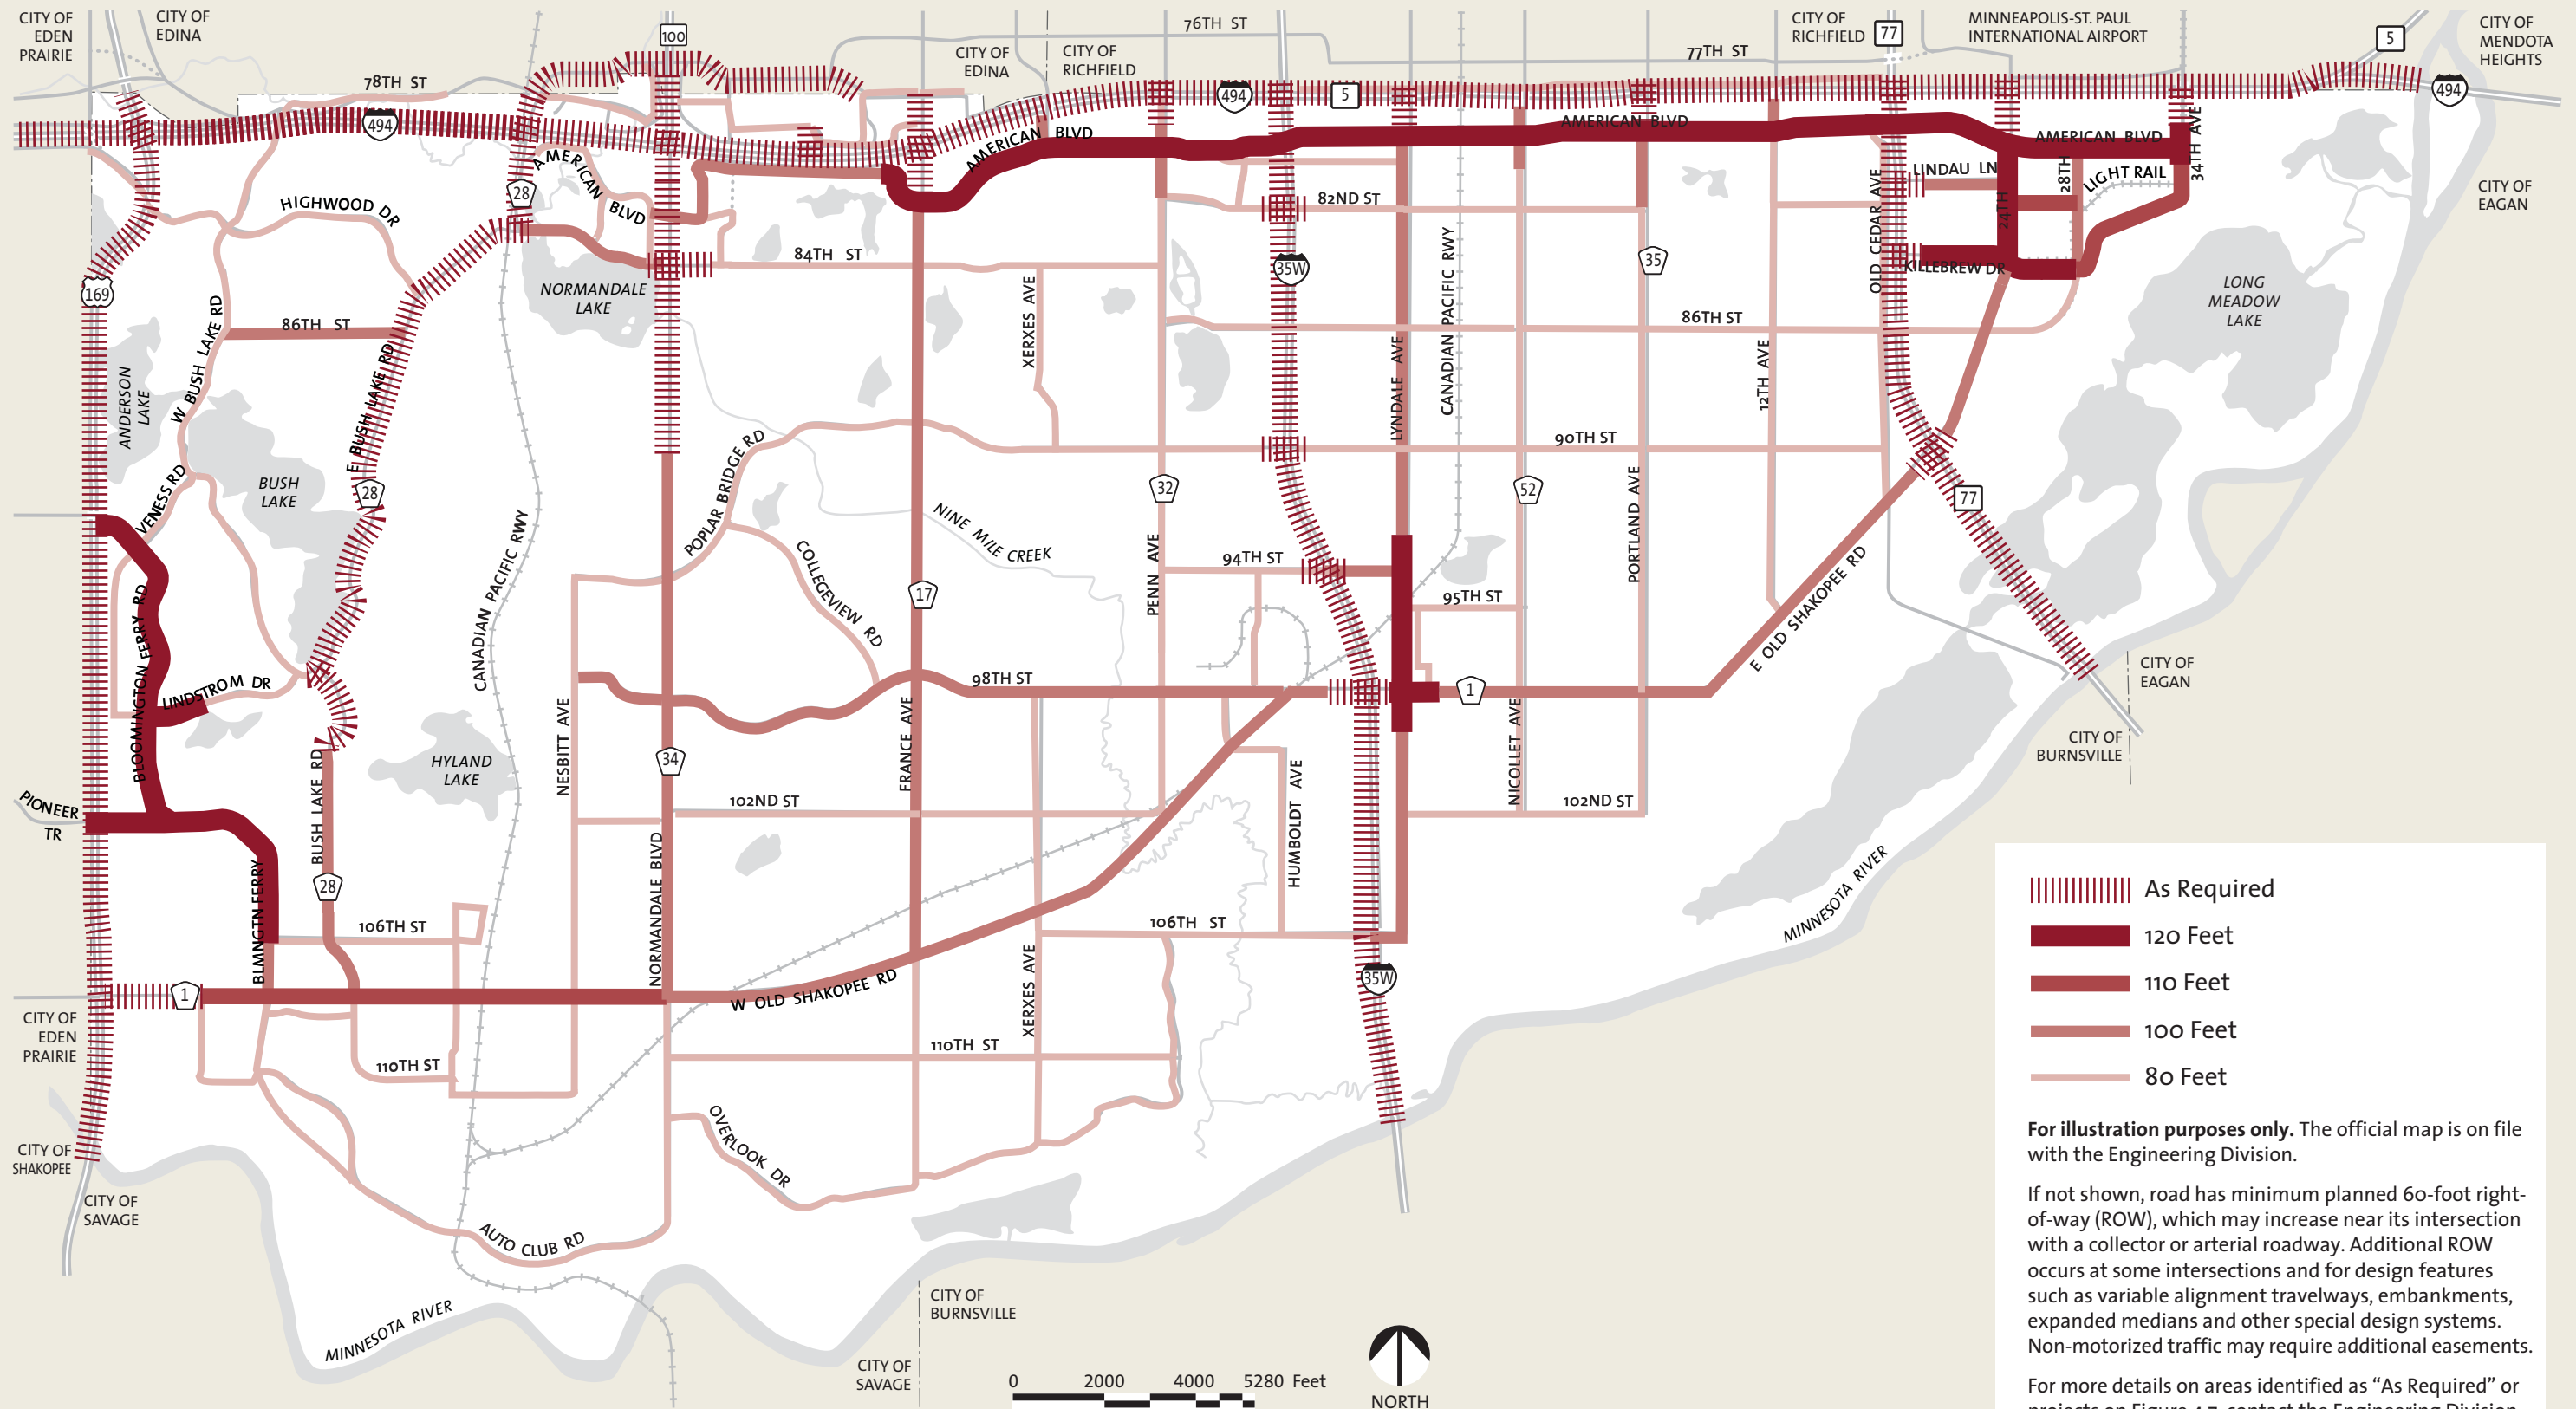 CITY OF
EDEN
PRAIRIE
CITY OF
EDINA
100
76TH ST
CITY OF
EDINA
CITY OF
RICHFIELD
CITY OF
RICHFIELD
77
MINNEAPOLIS-ST. PAUL
INTERNATIONAL AIRPORT
5
CITY OF
MENDOTA
HEIGHTS
77TH ST
78TH ST
494
494
5
494
AMERICAN BLVD
AMERICAN BLVD
AMERICAN BLVD
34TH AVE
AMERICAN BLVD
28
HIGHWOOD DR
LINDAU LN
28TH
LIGHT RAIL
24TH
CITY OF
EAGAN
82ND ST
OLD CEDAR AVE
84TH ST
35W
35
KILLEBREW DR
169
NORMANDALE
LAKE
LONG
MEADOW
LAKE
86TH ST
86TH ST
W BUSH LAKE RD
E BUSH LAKE RD
XERXES AVE
LYNDALE AVE
CANADIAN PACIFIC RWY
12TH AVE
ANDERSON
LAKE
90TH ST
POPLAR BRIDGE RD
BUSH
LAKE
28
VENESS RD
32
52
77
PORTLAND AVE
NINE MILE CREEK
CANADIAN PACIFIC RWY
COLLEGEVIEW RD
PENN AVE
94TH ST
17
95TH ST
BLOOMINGTON FERRY RD
E OLD SHAKOPEE RD
LINDSTROM DR
98TH ST
1
CITY OF
EAGAN
NESBITT AVE
FRANCE AVE
NICOLLET AVE
HYLAND
LAKE
34
CITY OF
BURNSVILLE
BUSH LAKE RD
PIONEER
TR
102ND ST
102ND ST
HUMBOLDT AVE
28
BLMNGTN FERRY
NORMANDALE BLVD
MINNESOTA RIVER
106TH ST
106TH ST
XERXES AVE
1
W OLD SHAKOPEE RD
35W
CITY OF
EDEN
PRAIRIE
110TH ST
110TH ST
OVERLOOK DR
CITY OF
SHAKOPEE
CITY OF
SAVAGE
AUTO CLUB RD
MINNESOTA RIVER
CITY OF
BURNSVILLE
CITY OF
SAVAGE
0 2000 4000 5280 Feet
NORTH
As Required
120 Feet
110 Feet
100 Feet
80 Feet
For illustration purposes only. The official map is on file
with the Engineering Division.
If not shown, road has minimum planned 60-foot right-
of-way (ROW), which may increase near its intersection
with a collector or arterial roadway. Additional ROW
occurs at some intersections and for design features
such as variable alignment travelways, embankments,
expanded medians and other special design systems.
Non-motorized traffic may require additional easements.
For more details on areas identified as “As Required” or
contact the Engineering Division